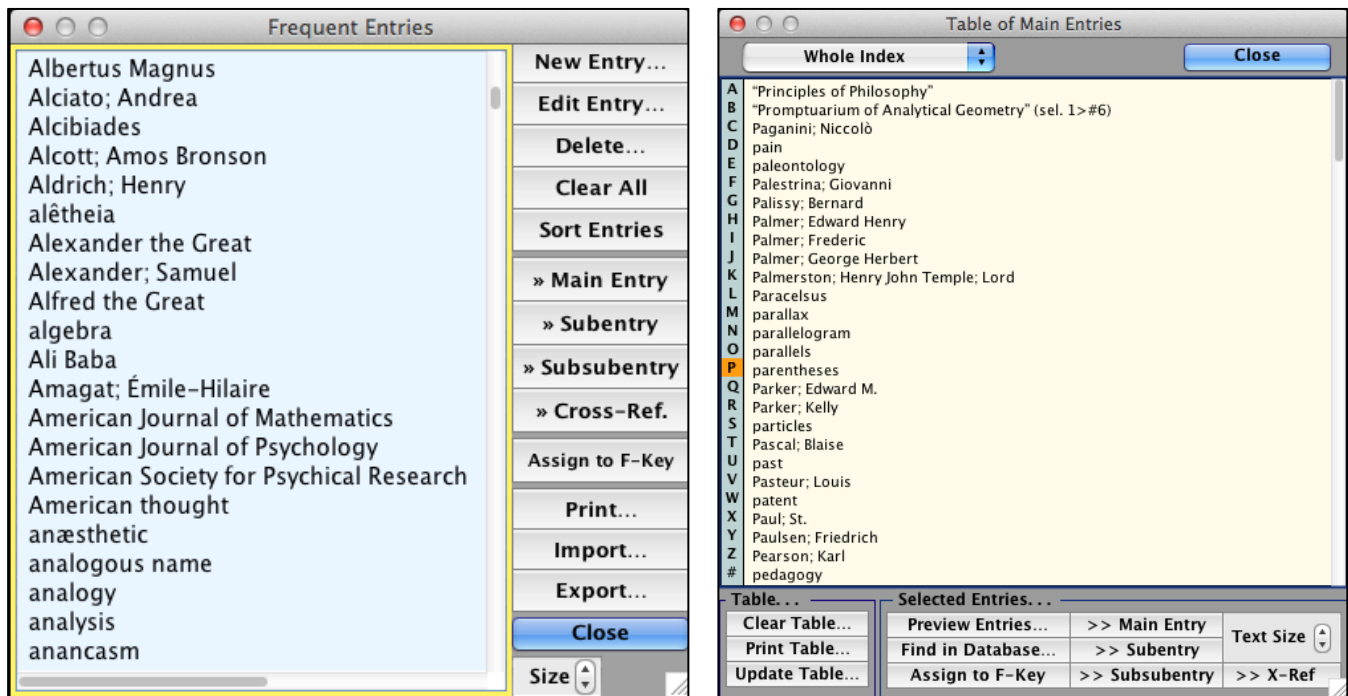 Frequent Entries
Albertus Magnus
Alciato; Andrea
Alcibiades
Alcott; Amos Bronson
Aldrich; Henry
alêtheia
Alexander the Great
Alexander; Samuel
Alfred the Great
algebra
Ali Baba
Amagat; Émile-Hilaire
American Journal of Mathematics
American Journal of Psychology
American Society for Psychical Research
American thought
anæsthetic
analogous name
analogy
analysis
anancasm
New Entry...
Edit Entry...
Delete...
Clear All
Sort Entries
» Main Entry
» Subentry
» Subsubentry
» Cross-Ref.
Assign to F-Key
Print...
Import...
Export...
Close
Size
Table of Main Entries
Whole Index
Close
A
B
C
D
E
F
G
H
I
J
K
L
M
N
O
P
Q
R
S
T
U
V
W
X
Y
Z
#
“Principles of Philosophy”
“Promptuarium of Analytical Geometry” (sel. 1>#6)
Paganini; Niccolò
pain
paleontology
Palestrina; Giovanni
Palissy; Bernard
Palmer; Edward Henry
Palmer; Frederic
Palmer; George Herbert
Palmerston; Henry John Temple; Lord
Paracelsus
parallax
parallelogram
parallels
parentheses
Parker; Edward M.
Parker; Kelly
particles
Pascal; Blaise
past
Pasteur; Louis
patent
Paul; St.
Paulsen; Friedrich
Pearson; Karl
pedagogy
Table...
Clear Table...
Print Table...
Update Table...
Selected Entries...
Preview Entries...
Find in Database...
Assign to F-Key
>> Main Entry
>> Subentry
>> Subsubentry
Text Size
>> X-Ref